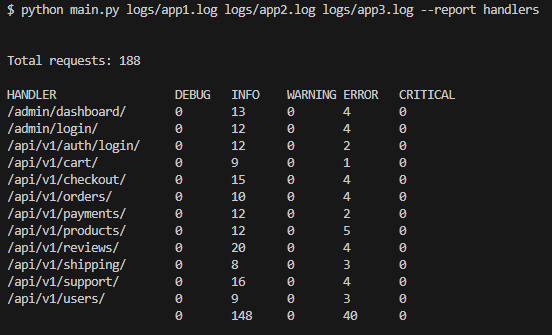 $ python main.py logs/app1.log logs/app2.log logs/app3.log --report handlers
Total requests: 188
HANDLER DEBUG INFO WARNING ERROR CRITICAL
/admin/dashboard/ 0 13 0 4 0
/admin/login/ 0 12 0 4 0
/api/v1/auth/login/ 0 12 0 2 0
/api/v1/cart/ 0 9 0 1 0
/api/v1/checkout/ 0 15 0 4 0
/api/v1/orders/ 0 10 0 4 0
/api/v1/payments/ 0 12 0 2 0
/api/v1/products/ 0 12 0 5 0
/api/v1/reviews/ 0 20 0 4 0
/api/v1/shipping/ 0 8 0 3 0
/api/v1/support/ 0 16 0 4 0
/api/v1/users/ 0 9 0 3 0
0 148 0 40 0